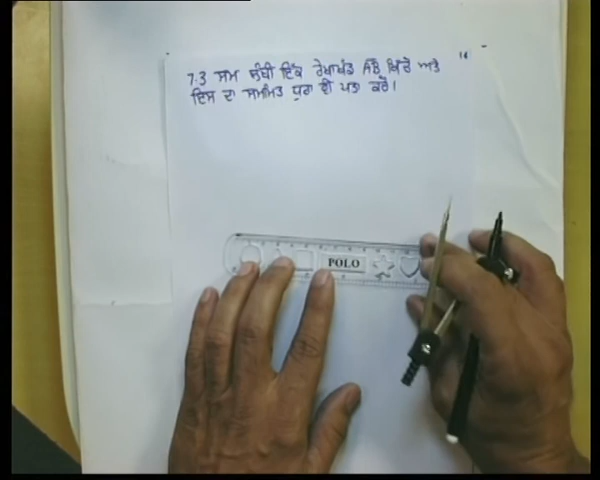 7.3 ਸਮ ਲੰਬੀ ਇੱਕ ਰੇਖਾਖੰਡ ਖਿੱਚੋ ਅਤੇ
ਇਸ ਦਾ ਸਮਮਿਤ ਧੁਰਾ ਵੀ ਪਤਾ ਕਰੋ।
POLO